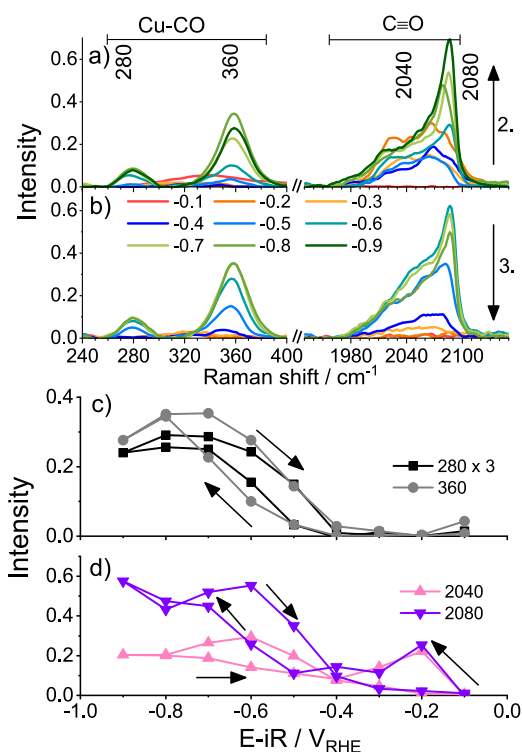 Cu-CO C≡O
a) 280 360 2040 2080
0.6
0.4
0.2
0.0
2.
Intensity
b) -0.1 -0.2 -0.3
-0.4 -0.5 -0.6
-0.7 -0.8 -0.9
0.6
0.4
0.2
0.0
3.
240 280 320 360 400 1980 2040 2100
Raman shift / cm⁻¹
c)
0.4
0.2
0.0
280 x 3
360
Intensity
d)
0.6
0.4
0.2
0.0
2040
2080
-1.0 -0.8 -0.6 -0.4 -0.2 0.0
E-iR / V_RHE